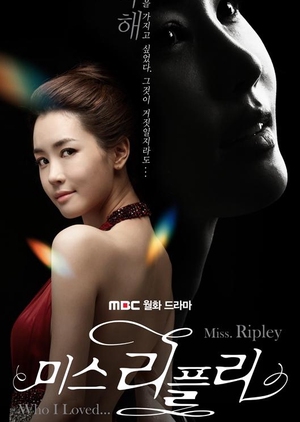 해
을 가지고 싶었다. 그것이
거짓일지라도...
MBC 월화 드라마
Miss. Ripley
미스 리플리
Who I Loved...